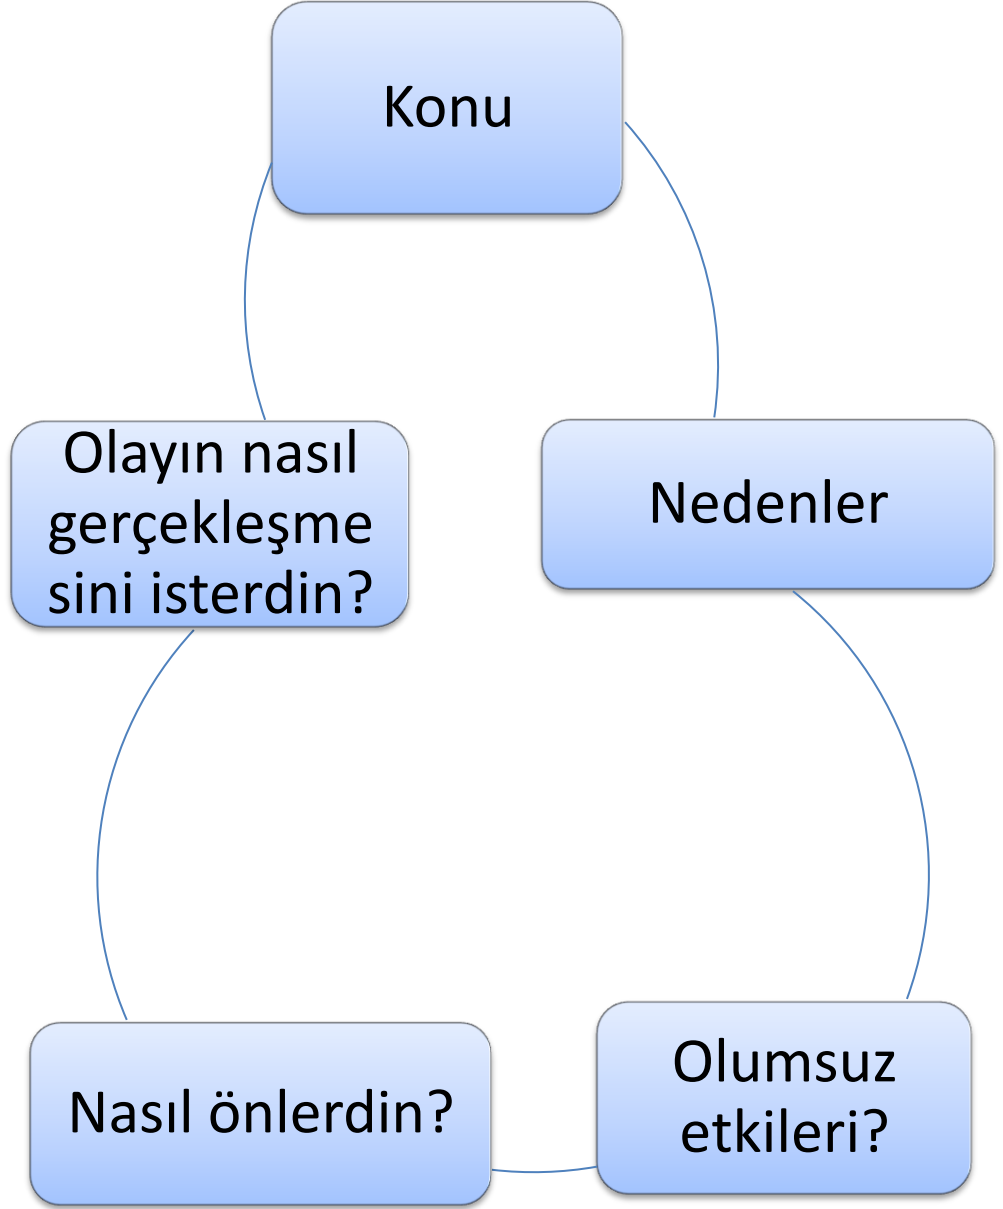 Konu
Nedenler
Olumsuz
etkileri?
Nasıl önlerdin?
Olayın nasıl
gerçekleşme
sini isterdin?